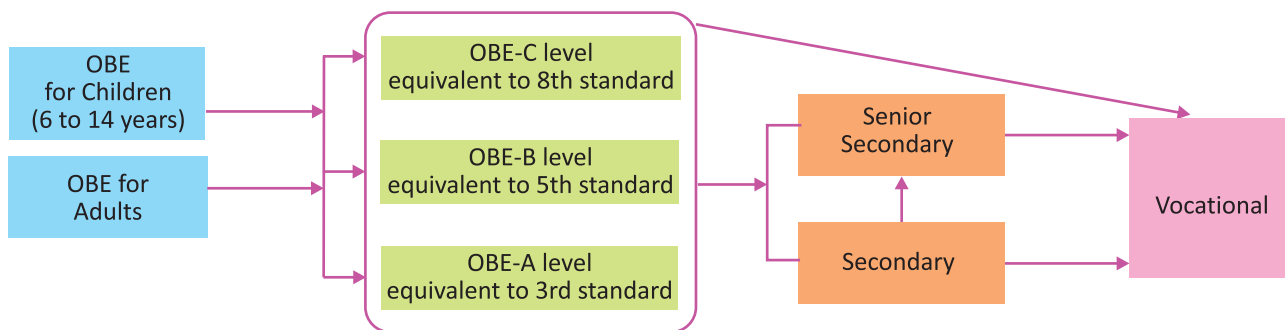 OBE
for Children
(6 to 14 years)
OBE for
Adults
OBE-C level
equivalent to 8th standard
OBE-B level
equivalent to 5th standard
OBE-A level
equivalent to 3rd standard
Senior
Secondary
Secondary
Vocational